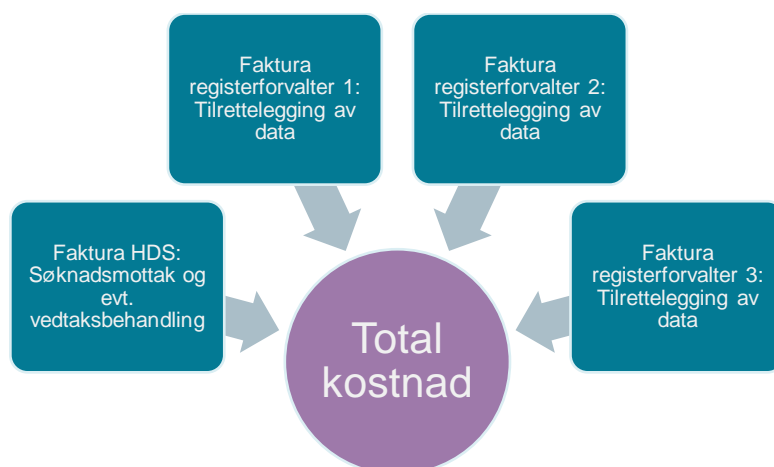 Faktura
registerforvalter 1:
Tilrettelegging av
data
Faktura
registerforvalter 2:
Tilrettelegging av
data
Faktura HDS:
Søknadsmottak og
evt.
vedtaksbehandling
Faktura
registerforvalter 3:
Tilrettelegging av
data
Total
kostnad